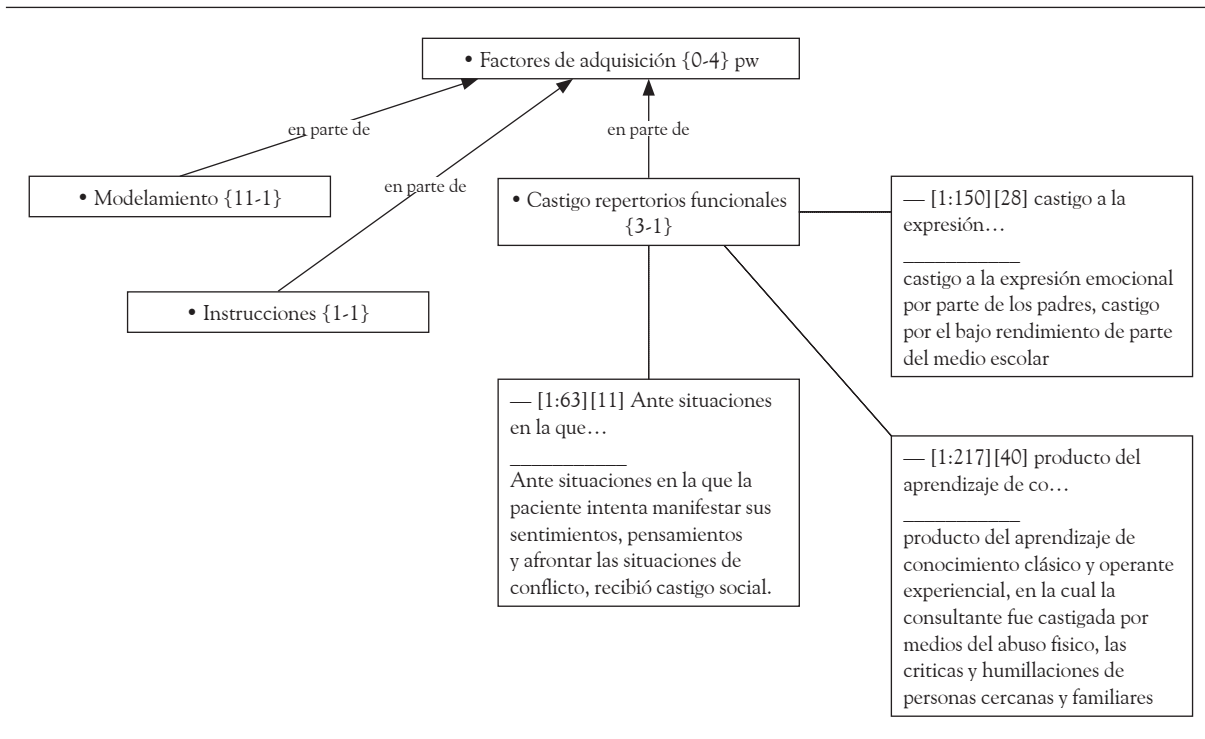 • Factores de adquisición {0-4} pw
en parte de
en parte de
en parte de
• Modelamiento {11-1}
• Castigo repertorios funcionales
{3-1}
• Instrucciones {1-1}
— [1:150][28] castigo a la
expresión…
____________
castigo a la expresión emocional
por parte de los padres, castigo
por el bajo rendimiento de parte
del medio escolar
— [1:63][11] Ante situaciones
en la que…
____________
Ante situaciones en la que la
paciente intenta manifestar sus
sentimientos, pensamientos
y afrontar las situaciones de
conflicto, recibió castigo social.
— [1:217][40] producto del
aprendizaje de co…
____________
producto del aprendizaje de
conocimiento clásico y operante
experiencial, en la cual la
consultante fue castigada por
medios del abuso fisico, las
criticas y humillaciones de
personas cercanas y familiares